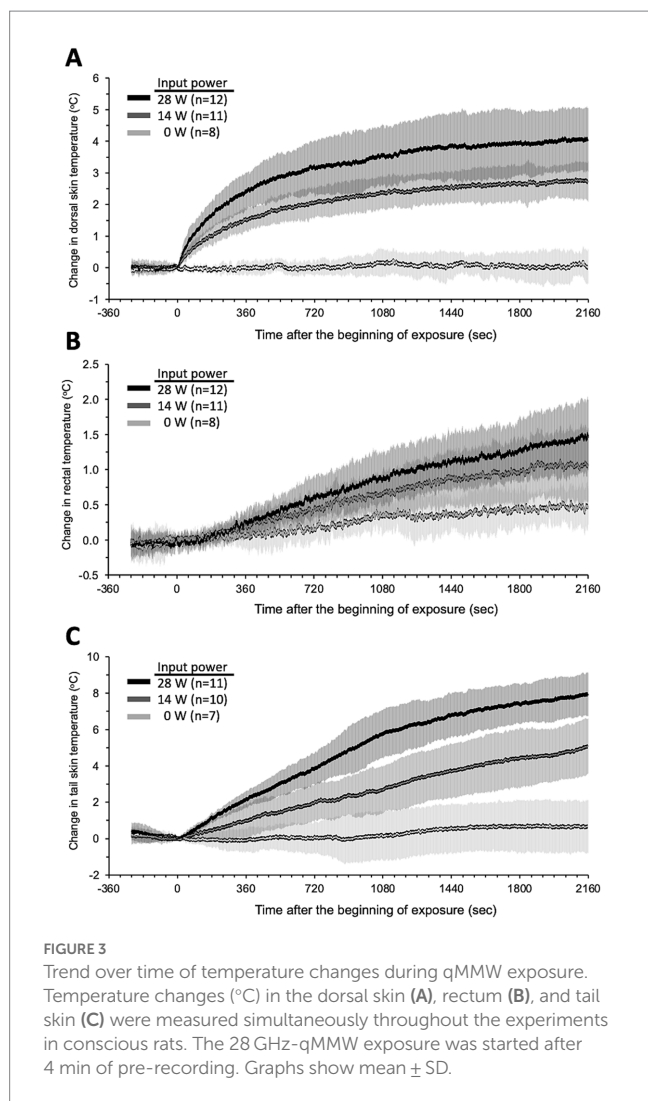 A
Input power
28 W (n=12)
14 W (n=11)
0 W (n=8)
Change in dorsal skin temperature (°C)
6
5
4
3
2
1
0
-1
-360 0 360 720 1080 1440 1800 2160
Time after the beginning of exposure (sec)
B
Input power
28 W (n=12)
14 W (n=11)
0 W (n=8)
Change in rectal temperature (°C)
2.5
2.0
1.5
1.0
0.5
0.0
-0.5
-360 0 360 720 1080 1440 1800 2160
Time after the beginning of exposure (sec)
C
Input power
28 W (n=11)
14 W (n=10)
0 W (n=7)
Change in tail skin temperature (°C)
10
8
6
4
2
0
-2
-360 0 360 720 1080 1440 1800 2160
Time after the beginning of exposure (sec)
FIGURE 3
Trend over time of temperature changes during qMMW exposure.
Temperature changes (°C) in the dorsal skin (A), rectum (B), and tail
skin (C) were measured simultaneously throughout the experiments
in conscious rats. The 28 GHz-qMMW exposure was started after
4 min of pre-recording. Graphs show mean ± SD.